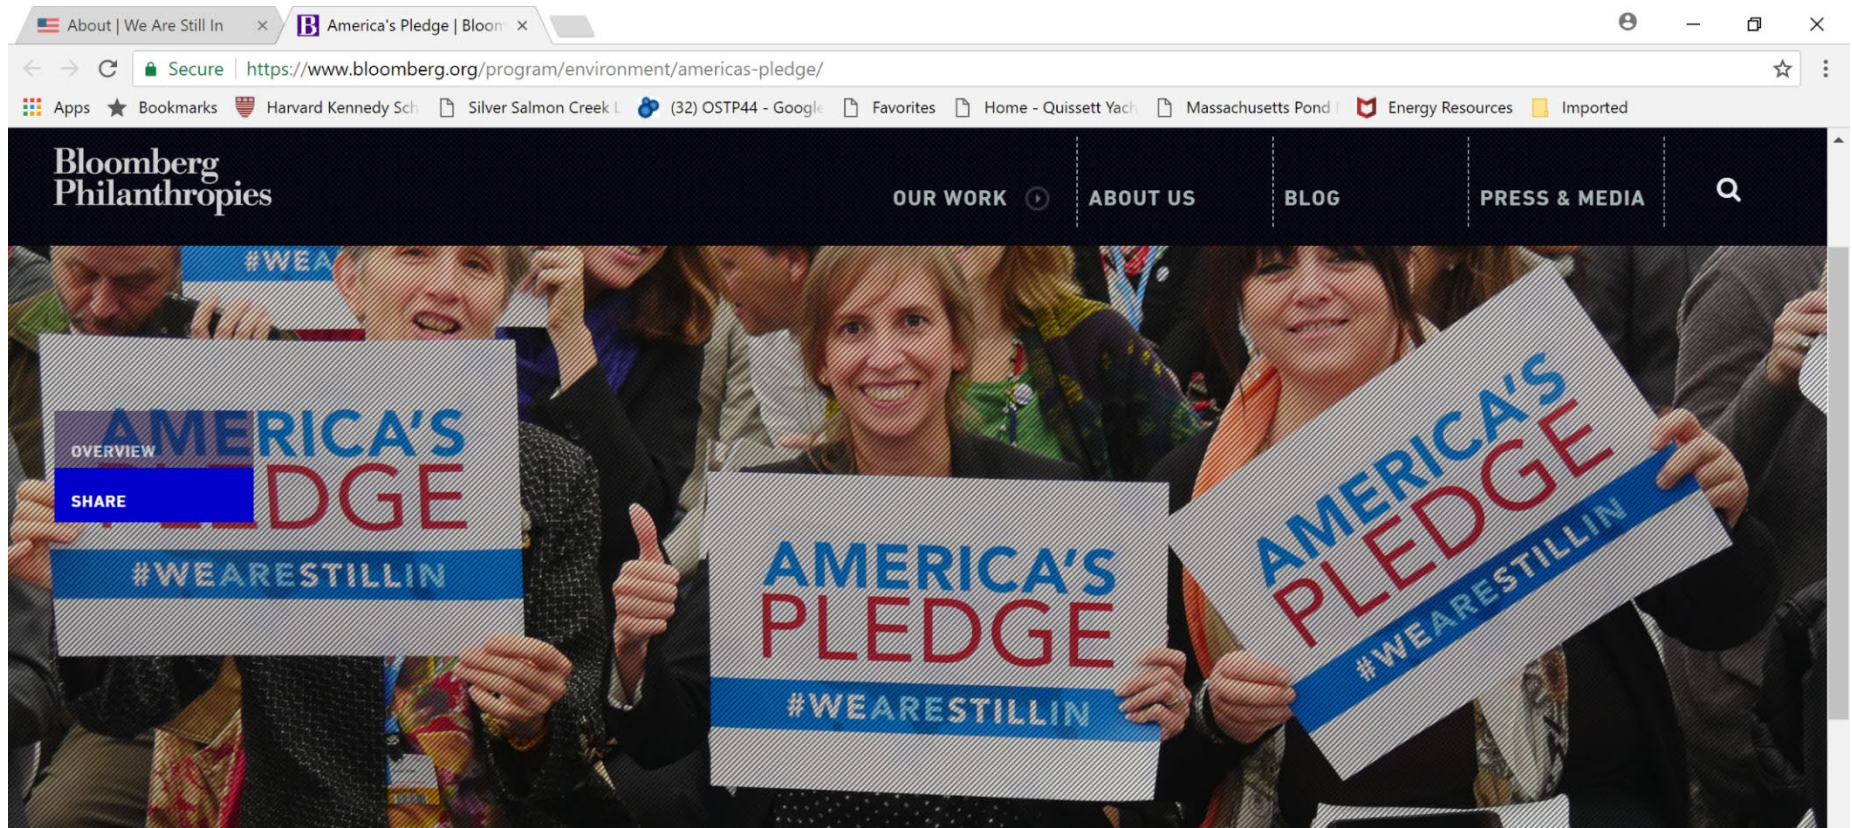 About | We Are Still In
America's Pledge | Bloom
Secure https://www.bloomberg.org/program/environment/americas-pledge/
Apps Bookmarks Harvard Kennedy Sch Silver Salmon Creek L (32) OSTP44 - Google Favorites Home - Quissett Yach Massachusetts Pond Energy Resources Imported
Bloomberg
Philanthropies
OUR WORK ABOUT US BLOG PRESS & MEDIA
#WEA
AMERICA'S
PLEDGE
#WEARESTILLIN
OVERVIEW
SHARE
AMERICA'S
PLEDGE
#WEARESTILLIN
AMERICA'S
PLEDGE
#WEARESTILLIN